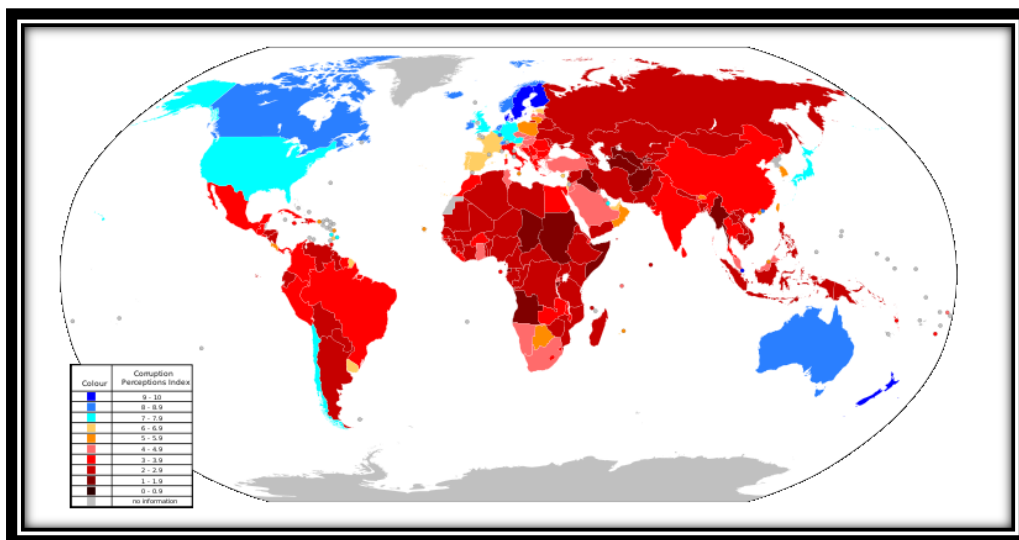 Colour Corruption Perceptions Index
9 - 10
8 - 8.9
7 - 7.9
6 - 6.9
5 - 5.9
4 - 4.9
3 - 3.9
2 - 2.9
1 - 1.9
0 - 0.9
no information